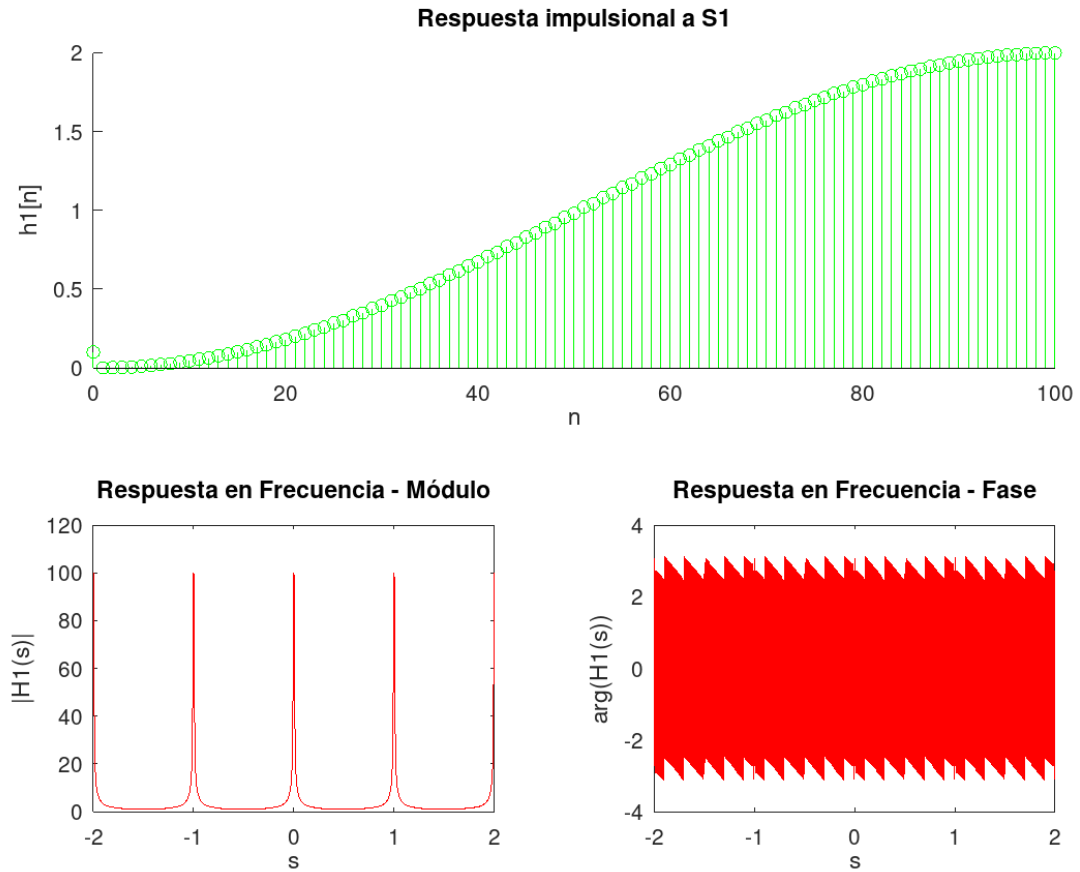 Respuesta impulsional a S1
2
1.5
1
0.5
0
h1[n]
0 20 40 60 80 100
n
Respuesta en Frecuencia - Módulo
120
100
80
60
40
20
0
|H1(s)|
-2 -1 0 1 2
s
Respuesta en Frecuencia - Fase
4
2
0
-2
-4
arg(H1(s))
-2 -1 0 1 2
s